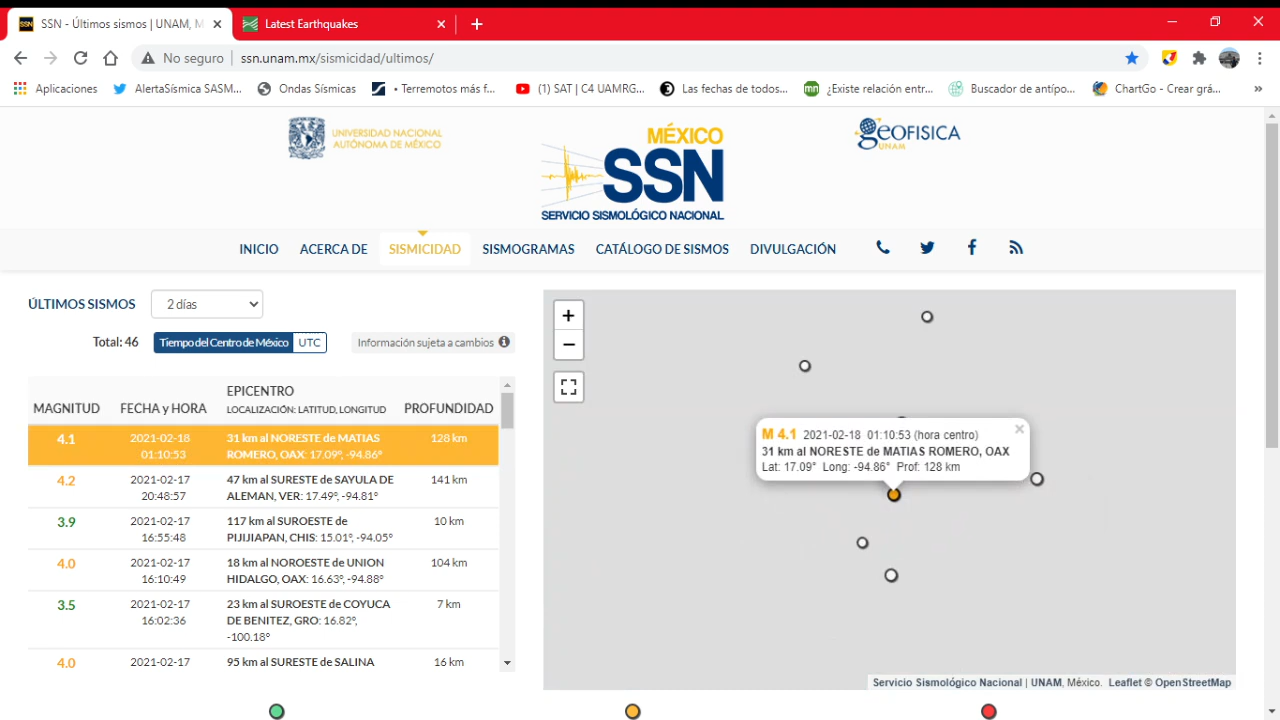 SSN - Últimos sismos | UNAM, M
Latest Earthquakes
No seguro
ssn.unam.mx/sismicidad/ultimos/
Aplicaciones
AlertaSísmica SASM...
Ondas Sísmicas
- Terremotos más f...
(1) SAT | C4 UAMRG...
Las fechas de todos...
¿Existe relación entr...
Buscador de antípo...
ChartGo - Crear grá...
»
UNIVERSIDAD NACIONAL
AUTÓNOMA DE MÉXICO
MÉXICO
SSN
SERVICIO SISMOLÓGICO NACIONAL
GEOFISICA
UNAM
INICIO
ACERCA DE
SISMICIDAD
SISMOGRAMAS
CATÁLOGO DE SISMOS
DIVULGACIÓN
ÚLTIMOS SISMOS
2 días
Total: 46
Tiempo del Centro de México
UTC
Información sujeta a cambios
MAGNITUD
FECHA y HORA
EPICENTRO
LOCALIZACIÓN: LATITUD, LONGITUD
PROFUNDIDAD
4.1
2021-02-18
01:10:53
31 km al NORESTE de MATIAS
ROMERO, OAX: 17.09°, -94.86°
128 km
4.2
2021-02-17
20:48:57
47 km al SURESTE de SAYULA DE
ALEMAN, VER: 17.49°, -94.81°
141 km
3.9
2021-02-17
16:55:48
117 km al SUROESTE de
PIJIJIAPAN, CHIS: 15.01°, -94.05°
10 km
4.0
2021-02-17
16:10:49
18 km al NOROESTE de UNION
HIDALGO, OAX: 16.63°, -94.88°
104 km
3.5
2021-02-17
16:02:36
23 km al SUROESTE de COYUCA
DE BENITEZ, GRO: 16.82°,
-100.18°
7 km
4.0
2021-02-17
95 km al SURESTE de SALINA
16 km
+
−
M 4.1 2021-02-18 01:10:53 (hora centro)
31 km al NORESTE de MATIAS ROMERO, OAX
Lat: 17.09° Long: -94.86° Prof: 128 km
Servicio Sismológico Nacional | UNAM, México. Leaflet © OpenStreetMap